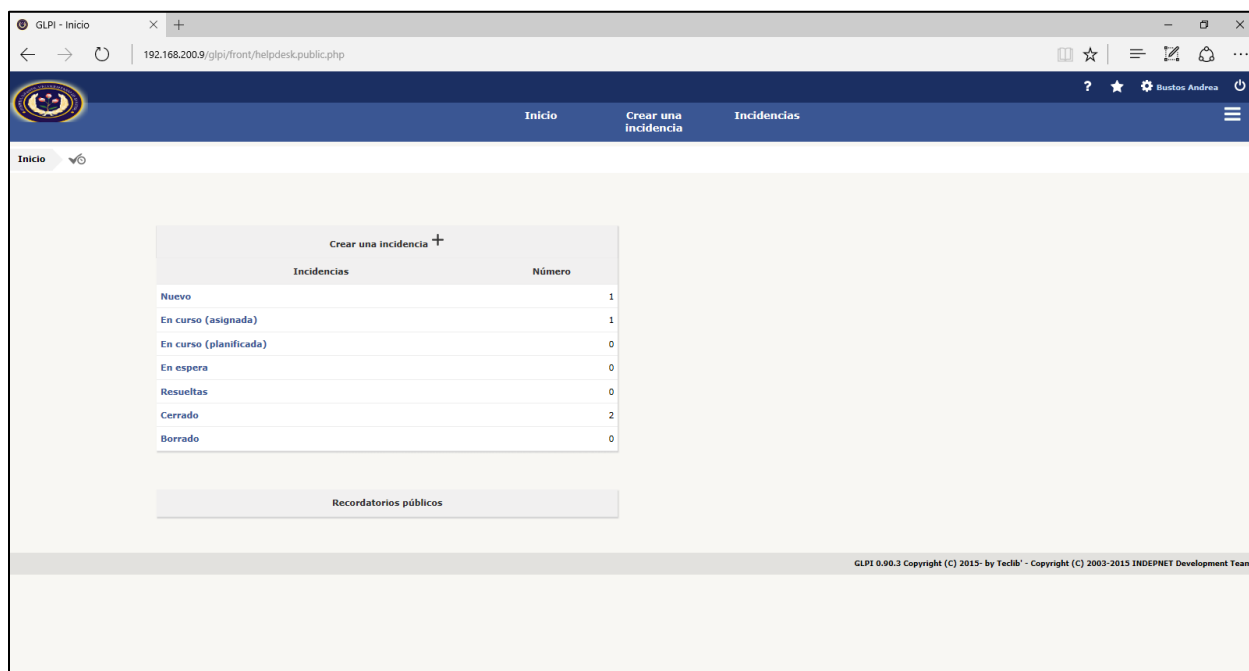 GLPI - Inicio
192.168.200.9/glpi/front/helpdesk.public.php
? Bustos Andrea
Inicio Crear una incidencia Incidencias
Inicio
Crear una incidencia +
Incidencias Número
Nuevo 1
En curso (asignada) 1
En curso (planificada) 0
En espera 0
Resueltas 0
Cerrado 2
Borrado 0
Recordatorios públicos
GLPI 0.90.3 Copyright (C) 2015- by Teclib' - Copyright (C) 2003-2015 INDEPNET Development Team